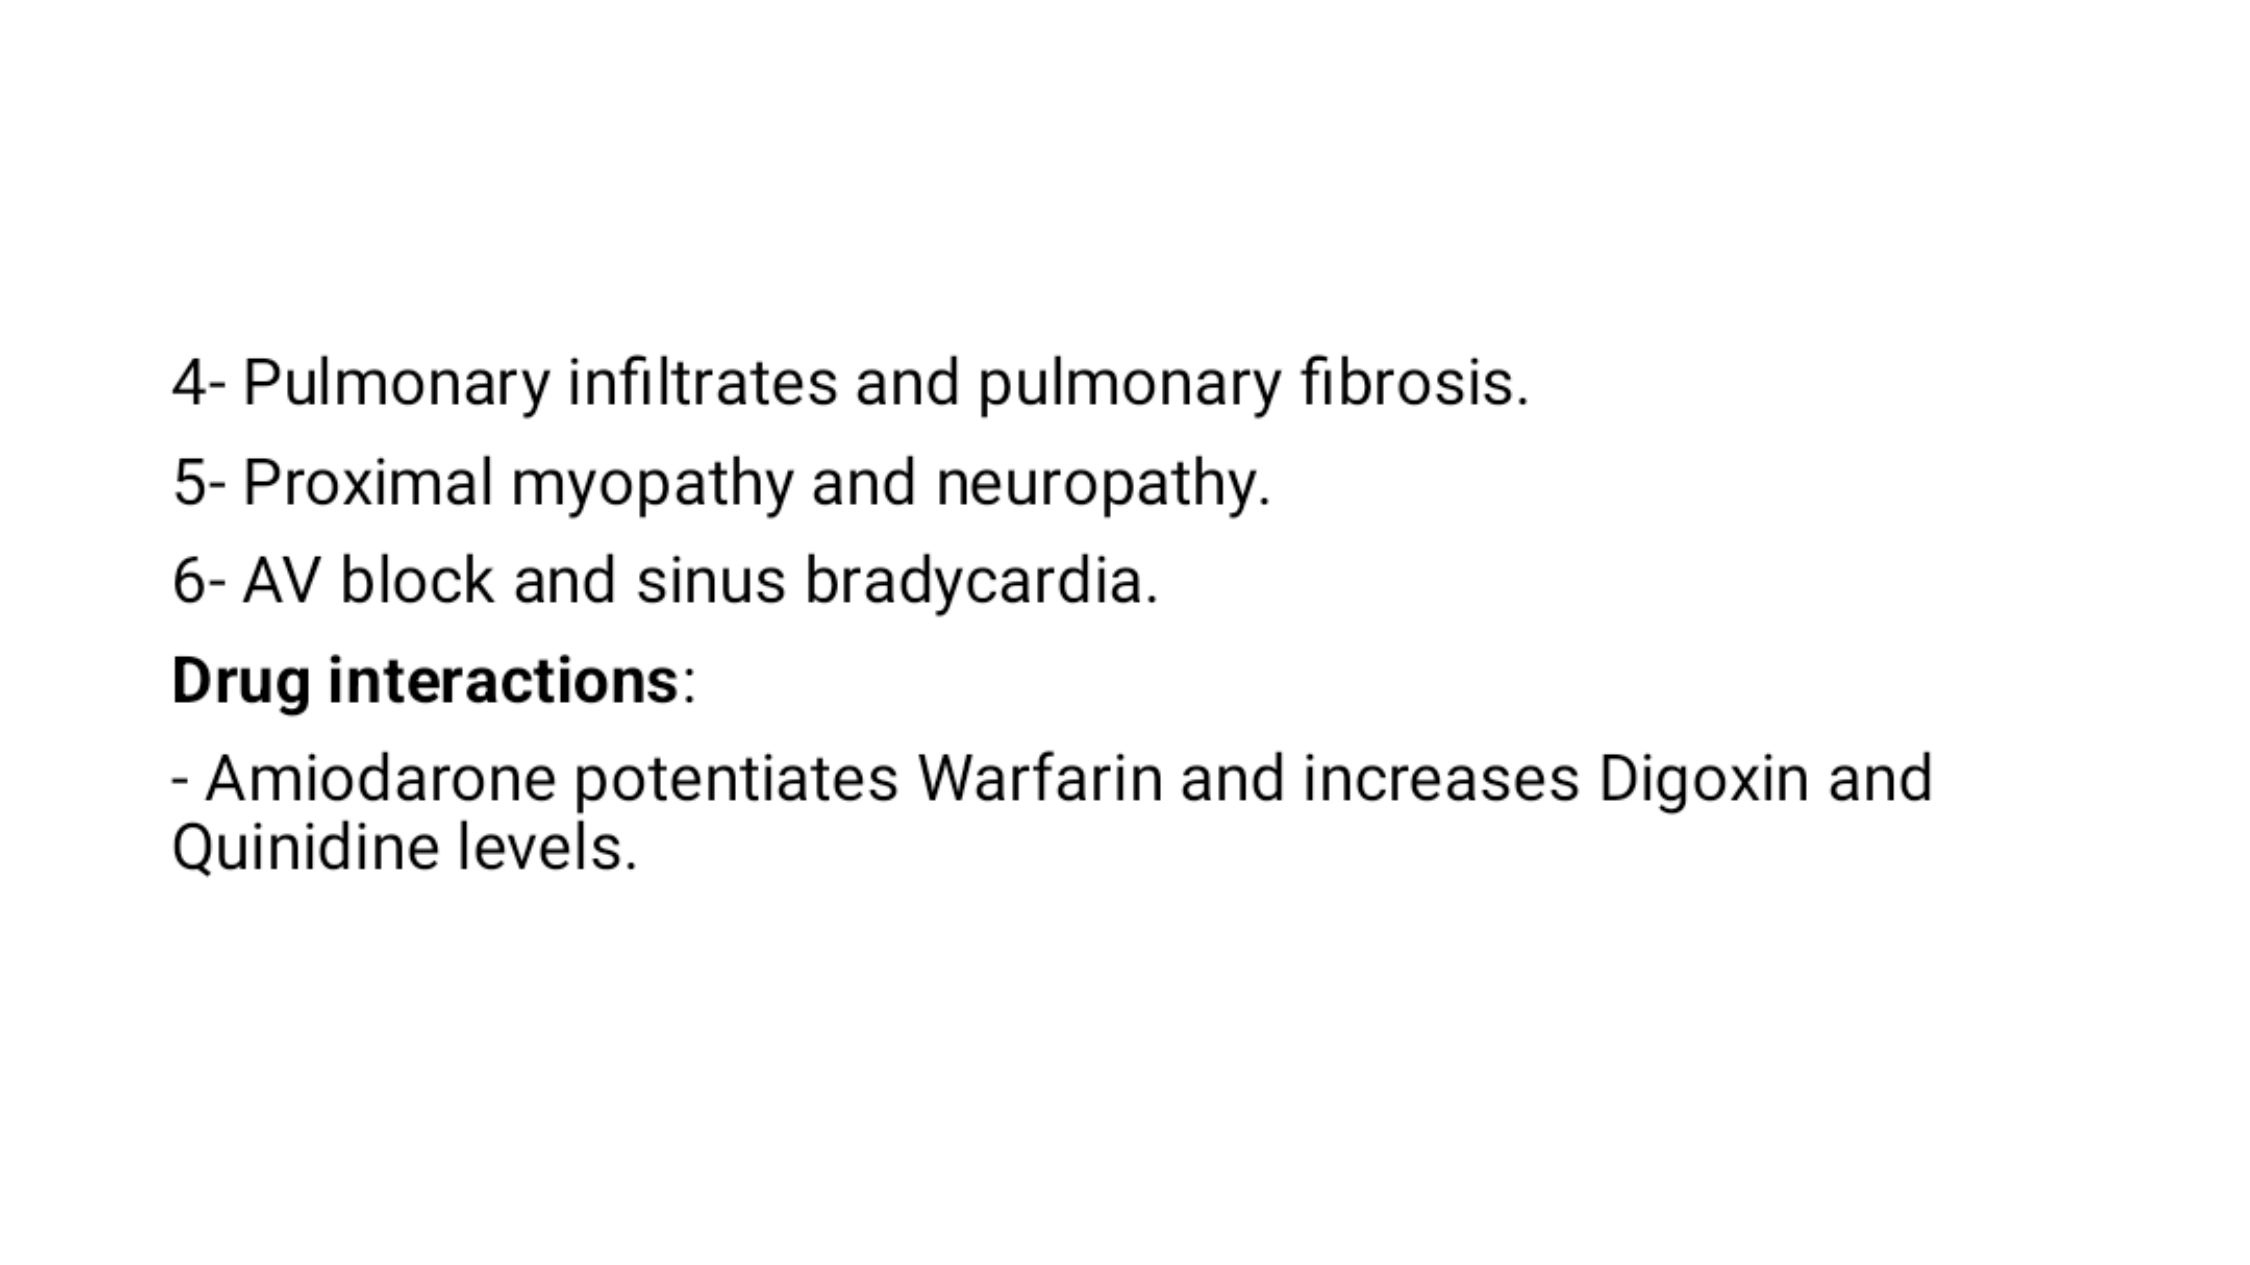 4- Pulmonary infiltrates and pulmonary fibrosis.
5- Proximal myopathy and neuropathy.
6- AV block and sinus bradycardia.
Drug interactions:
- Amiodarone potentiates Warfarin and increases Digoxin and
Quinidine levels.